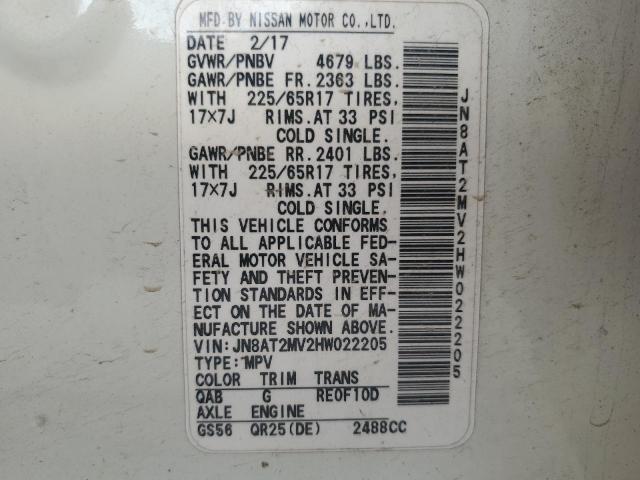 MFD.BY NISSAN MOTOR CO.,LTD.
DATE 2/17
GVWR/PNBV 4679 LBS.
GAWR/PNBE FR.2363 LBS.
WITH 225/65R17 TIRES,
17×7J RIMS.AT 33 PSI
COLD SINGLE.
GAWR/PNBE RR.2401 LBS.
WITH 225/65R17 TIRES,
17×7J RIMS.AT 33 PSI
COLD SINGLE.
THIS VEHICLE CONFORMS
TO ALL APPLICABLE FED-
ERAL MOTOR VEHICLE SA-
FETY AND THEFT PREVEN-
TION STANDARDS IN EFF-
ECT ON THE DATE OF MA-
NUFACTURE SHOWN ABOVE.
VIN:JN8AT2MV2HW022205
TYPE:MPV
COLOR TRIM TRANS
QAB G RE0F10D
AXLE ENGINE
GS56 QR25(DE) 2488CC
JN8AT2MV2HW022205